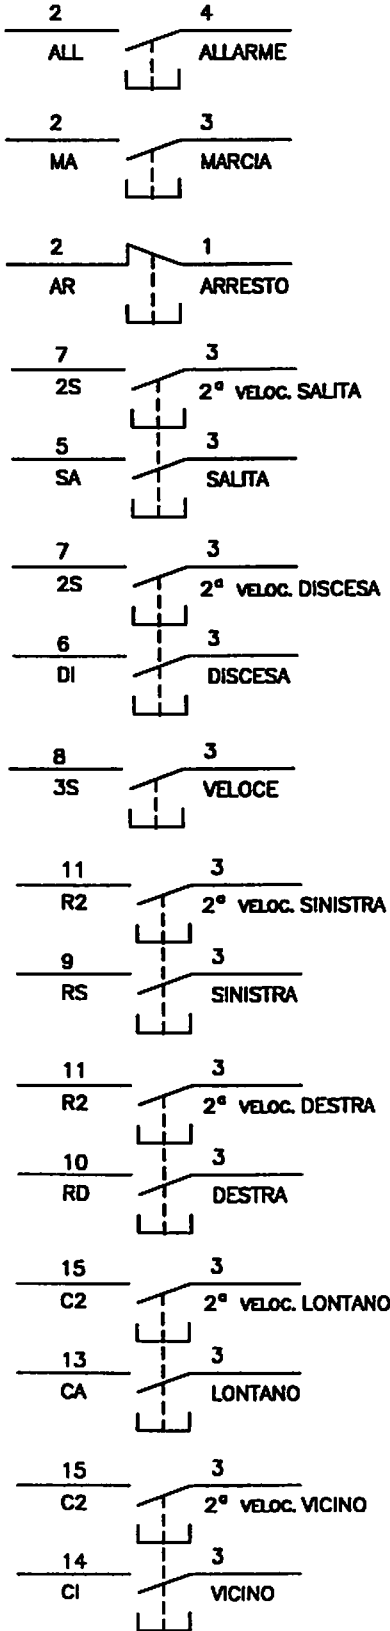 2 4
ALL ALLARME
2 3
MA MARCIA
2 1
AR ARRESTO
7 3
2S 2ª VELOC. SALITA
5 3
SA SALITA
7 3
2S 2ª VELOC. DISCESA
6 3
DI DISCESA
8 3
3S VELOCE
11 3
R2 2ª VELOC. SINISTRA
9 3
RS SINISTRA
11 3
R2 2ª VELOC. DESTRA
10 3
RD DESTRA
15 3
C2 2ª VELOC. LONTANO
13 3
CA LONTANO
15 3
C2 2ª VELOC. VICINO
14 3
CI VICINO